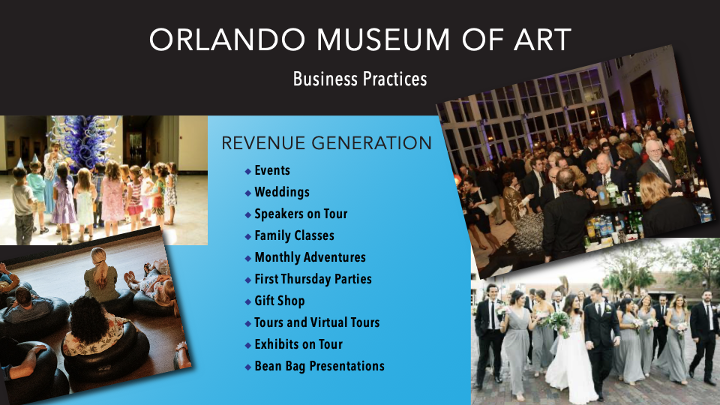 ORLANDO MUSEUM OF ART
Business Practices
REVENUE GENERATION
Events
Weddings
Speakers on Tour
Family Classes
Monthly Adventures
First Thursday Parties
Gift Shop
Tours and Virtual Tours
Exhibits on Tour
Bean Bag Presentations